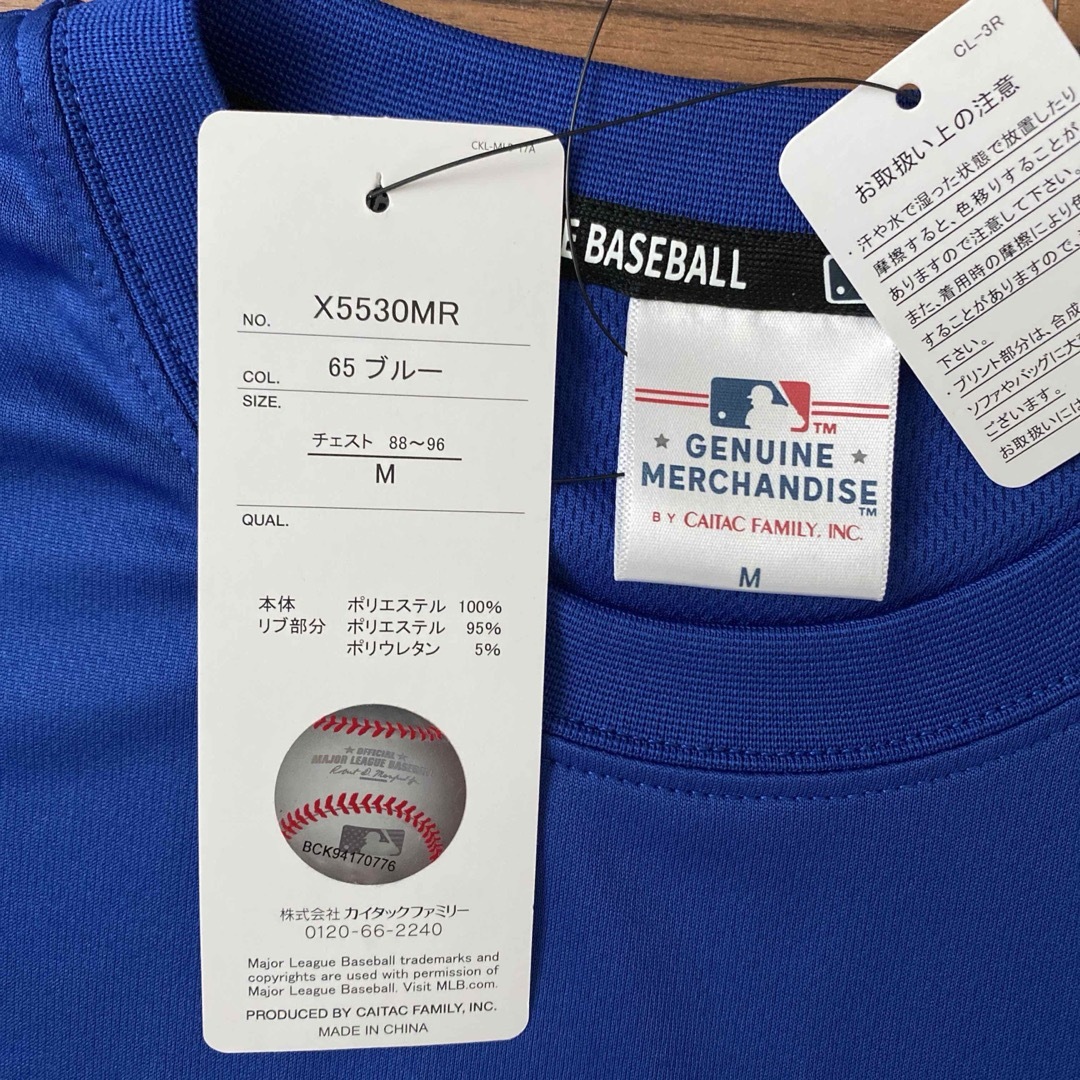 CKL-MLB-17A
NO. X5530MR
COL. 65 ブルー
SIZE.
チェスト 88～96
M
QUAL.
本体 ポリエステル 100%
リブ部分 ポリエステル 95%
ポリウレタン 5%
OFFICIAL
MAJOR LEAGUE BASEBALL
BCK94170776
株式会社 カイタックファミリー
0120-66-2240
Major League Baseball trademarks and
copyrights are used with permission of
Major League Baseball. Visit MLB.com.
PRODUCED BY CAITAC FAMILY, INC.
MADE IN CHINA
E BASEBALL
TM
GENUINE
MERCHANDISE
TM
BY CAITAC FAMILY, INC.
M
CL-3R
お取扱い上の注意
・汗や水で湿った状態で放置したり
摩擦すると、色移りすることが
ありますので注意して下さい。
また、着用時の摩擦により色
することがありますので、
下さい。
・プリント部分は、合成
ソファやバッグに大
ございます。
お取扱いには